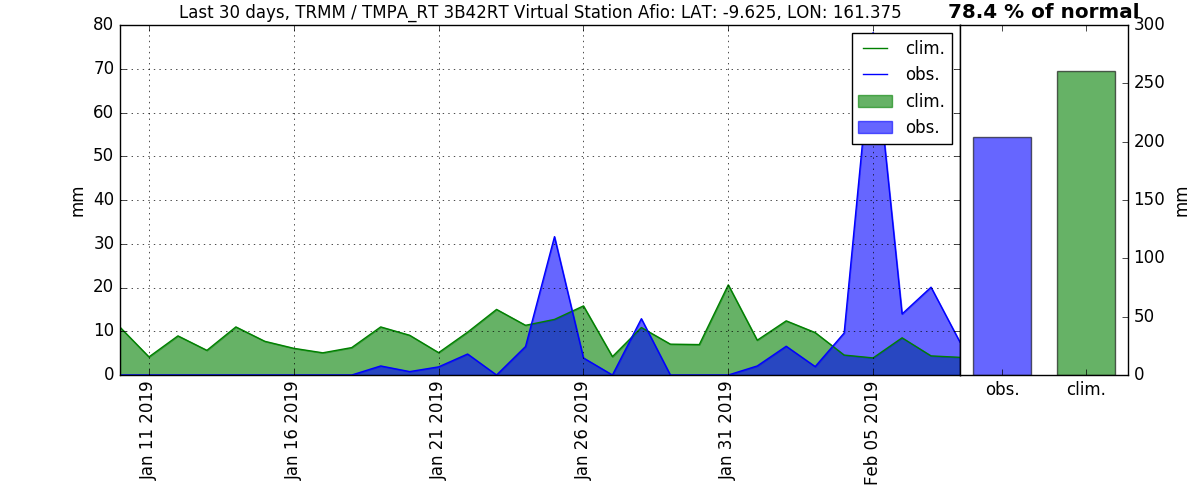 Last 30 days, TRMM / TMPA_RT 3B42RT Virtual Station Afio: LAT: -9.625, LON: 161.375
78.4 % of normal
80
70
60
50
40
30
20
10
0
mm
clim.
obs.
clim.
obs.
Jan 11 2019
Jan 16 2019
Jan 21 2019
Jan 26 2019
Jan 31 2019
Feb 05 2019
300
250
200
150
100
50
0
mm
obs.
clim.